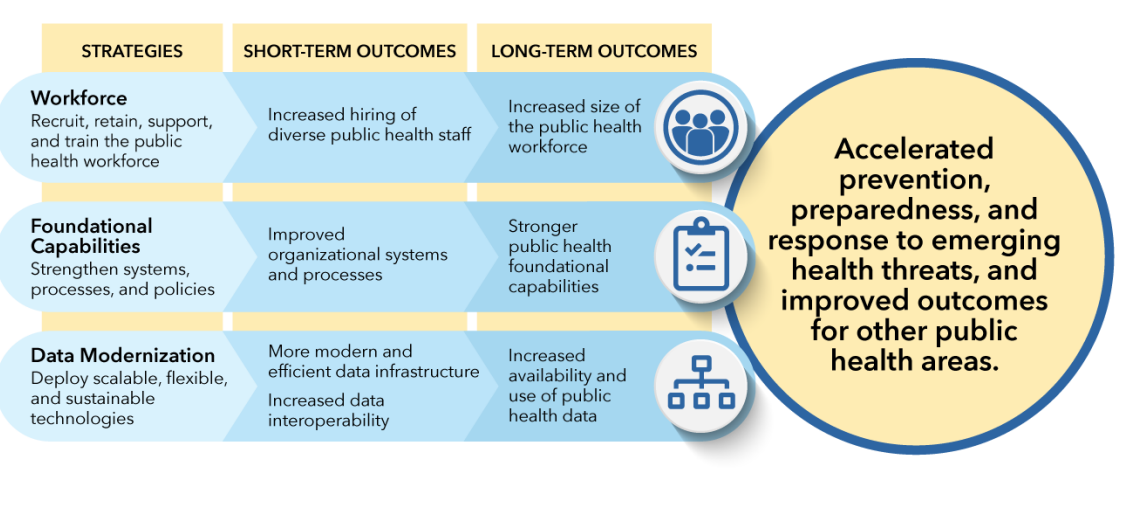 STRATEGIES
SHORT-TERM OUTCOMES
LONG-TERM OUTCOMES
Workforce
Recruit, retain, support,
and train the public
health workforce
Increased hiring of
diverse public health staff
Increased size of
the public health
workforce
Foundational
Capabilities
Strengthen systems,
processes, and policies
Improved
organizational systems
and processes
Stronger
public health
foundational
capabilities
Data Modernization
Deploy scalable, flexible,
and sustainable
technologies
More modern and
efficient data infrastructure
Increased data
interoperability
Increased
availability and
use of public
health data
Accelerated
prevention,
preparedness, and
response to emerging
health threats, and
improved outcomes
for other public
health areas.